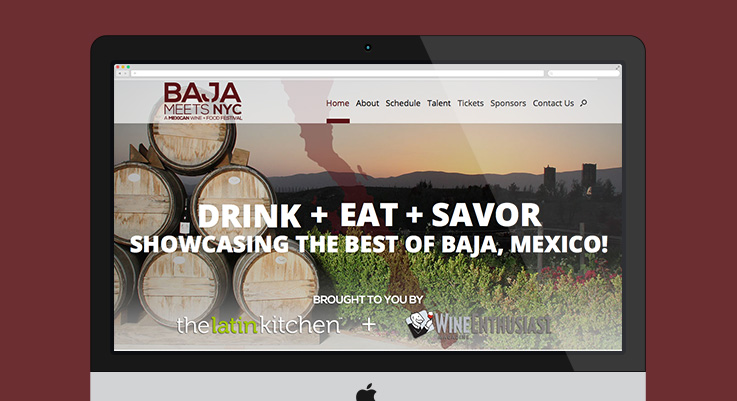 BAJA
MEETS NYC
A MEXICAN WINE + FOOD FESTIVAL
Home About Schedule Talent Tickets Sponsors Contact Us
DRINK + EAT + SAVOR
SHOWCASING THE BEST OF BAJA, MEXICO!
BROUGHT TO YOU BY
thelatinkitchen + WINE ENTHUSIAST